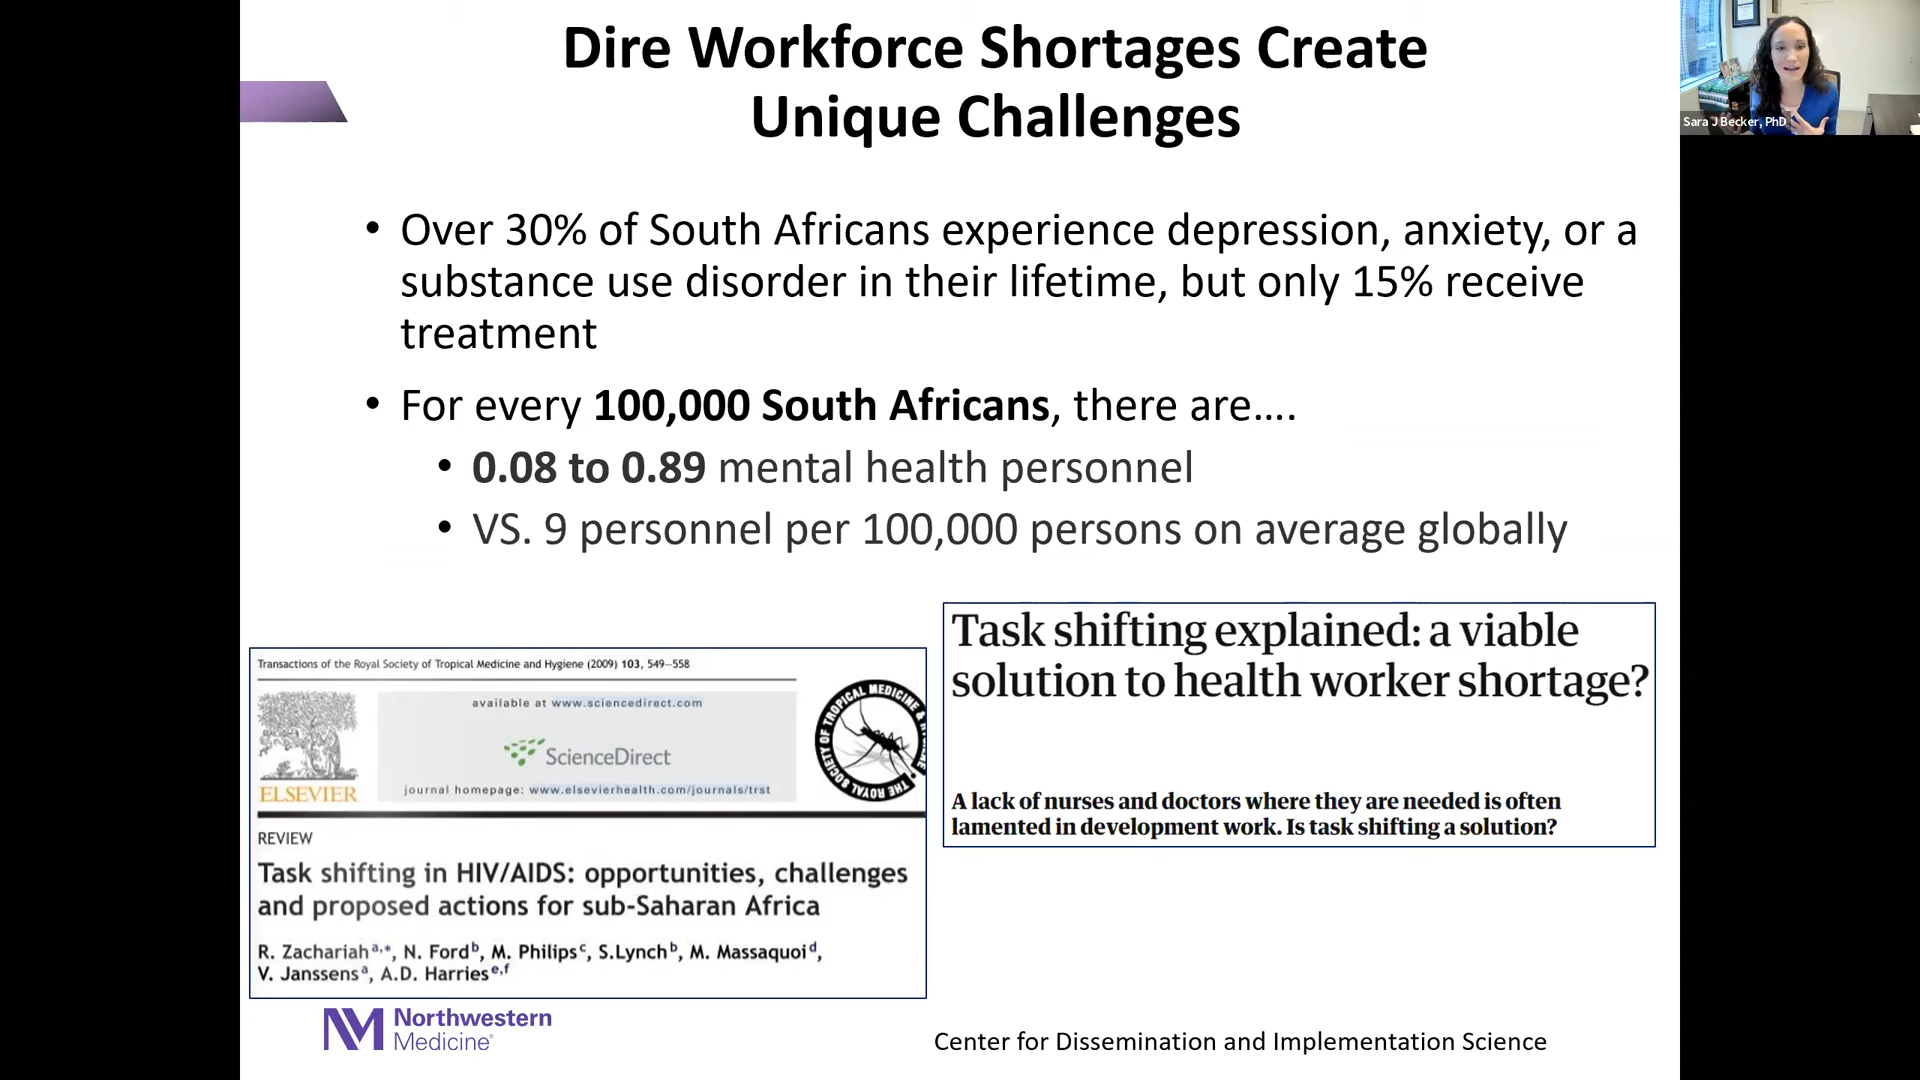 Dire Workforce Shortages Create
Unique Challenges
Sara J Becker, PhD
• Over 30% of South Africans experience depression, anxiety, or a
substance use disorder in their lifetime, but only 15% receive
treatment
• For every 100,000 South Africans, there are….
• 0.08 to 0.89 mental health personnel
• VS. 9 personnel per 100,000 persons on average globally
Transactions of the Royal Society of Tropical Medicine and Hygiene (2009) 103, 549–558
available at www.sciencedirect.com
ScienceDirect
journal homepage: www.elsevierhealth.com/journals/trst
ELSEVIER
THE ROYAL SOCIETY OF TROPICAL MEDICINE &
REVIEW
Task shifting in HIV/AIDS: opportunities, challenges
and proposed actions for sub-Saharan Africa
R. Zachariah a,*, N. Ford b, M. Philips c, S.Lynch b, M. Massaquoi d,
V. Janssens a, A.D. Harries e,f
Task shifting explained: a viable
solution to health worker shortage?
A lack of nurses and doctors where they are needed is often
lamented in development work. Is task shifting a solution?
Northwestern
Medicine®
Center for Dissemination and Implementation Science